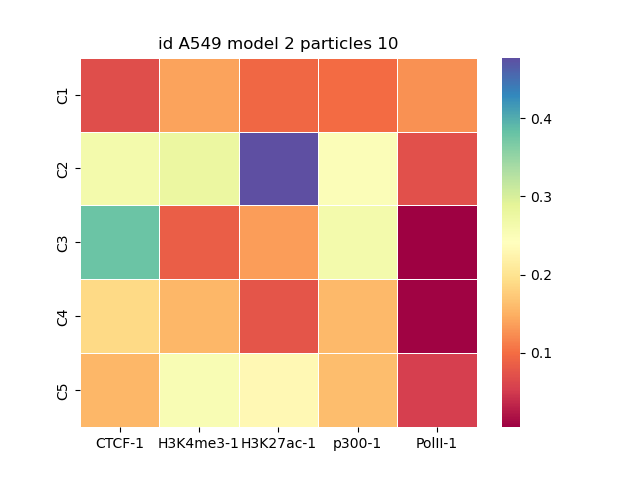 id A549 model 2 particles 10
C1
C2
C3
C4
C5
CTCF-1 H3K4me3-1 H3K27ac-1 p300-1 PolII-1
0.4
0.3
0.2
0.1